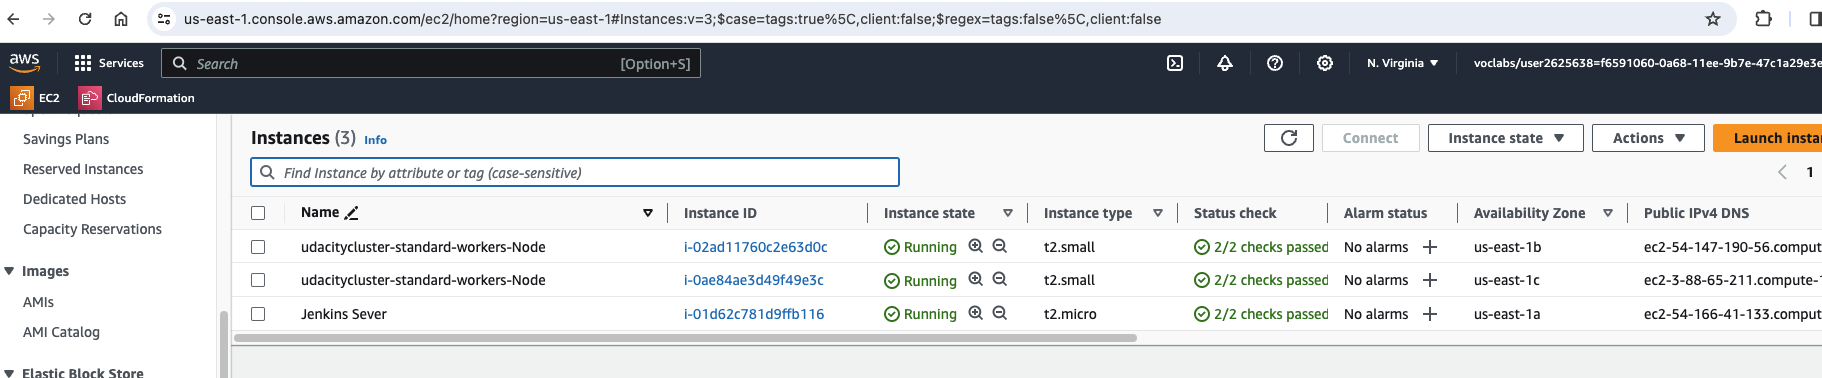 us-east-1.console.aws.amazon.com/ec2/home?region=us-east-1#Instances:v=3;$case=tags:true%5C,client:false;$regex=tags:false%5C,client:false
aws Services Search [Option+S] N. Virginia voclabs/user2625638=f6591060-0a68-11ee-9b7e-47c1a29e3e
EC2 CloudFormation
Savings Plans
Reserved Instances
Dedicated Hosts
Capacity Reservations
Images
AMIs
AMI Catalog
Elastic Block Store
Instances (3) Info Connect Instance state Actions Launch insta
Find Instance by attribute or tag (case-sensitive) 1
Name Instance ID Instance state Instance type Status check Alarm status Availability Zone Public IPv4 DNS
udacitycluster-standard-workers-Node i-02ad11760c2e63d0c Running t2.small 2/2 checks passed No alarms us-east-1b ec2-54-147-190-56.comput
udacitycluster-standard-workers-Node i-0ae84ae3d49f49e3c Running t2.small 2/2 checks passed No alarms us-east-1c ec2-3-88-65-211.compute-1
Jenkins Sever i-01d62c781d9ffb116 Running t2.micro 2/2 checks passed No alarms us-east-1a ec2-54-166-41-133.comput